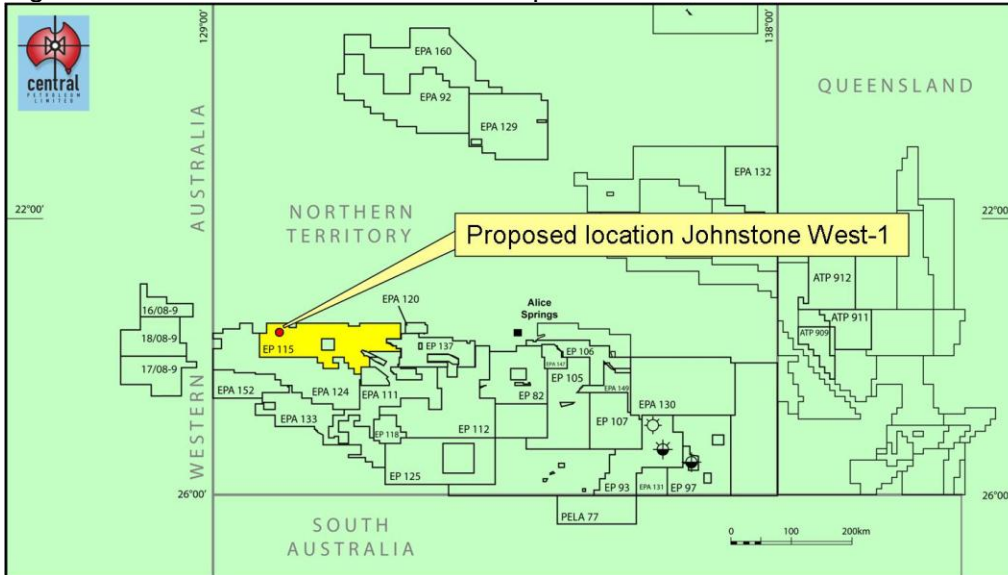 129°00'
138°00'
central
PETROLEUM
LIMITED
EPA 160
EPA 92
EPA 129
EPA 132
QUEENSLAND
AUSTRALIA
22°00'
22°00'
NORTHERN
TERRITORY
Proposed location Johnstone West-1
ATP 912
ATP 911
ATP 909
16/08-9
18/08-9
17/08-9
EPA 120
Alice
Springs
EP 115
EP 137
EP 106
EPA 147
EP 105
EPA 149
EPA 152
EPA 124
EPA 111
EP 82
EPA 130
EPA 133
EP 107
EP 118
EP 112
WESTERN
EP 125
EP 93
EPA 131
EP 97
26°00'
26°00'
PELA 77
SOUTH
AUSTRALIA
0 100 200km